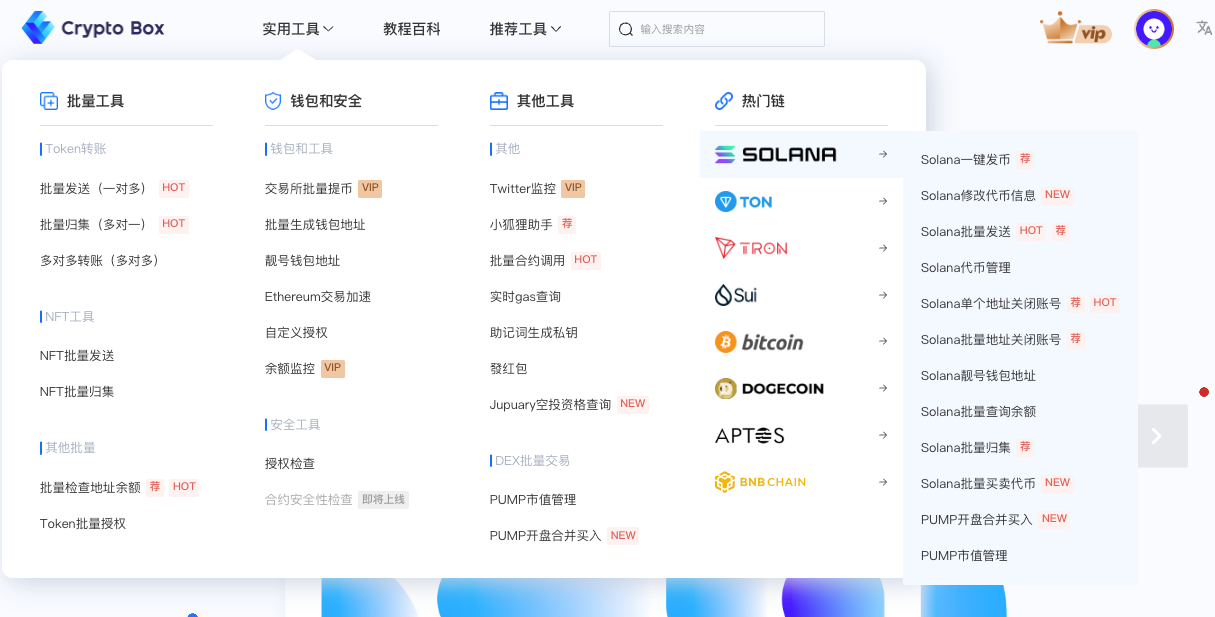 Crypto Box
实用工具
教程百科
推荐工具
输入搜索内容
vip
批量工具
Token转账
批量发送（一对多） HOT
批量归集（多对一） HOT
多对多转账（多对多）
NFT工具
NFT批量发送
NFT批量归集
其他批量
批量检查地址余额 荐 HOT
Token批量授权
钱包和安全
钱包和工具
交易所批量提币 VIP
批量生成钱包地址
靓号钱包地址
Ethereum交易加速
自定义授权
余额监控 VIP
安全工具
授权检查
合约安全性检查 即将上线
其他工具
其他
Twitter监控 VIP
小狐狸助手 荐
批量合约调用 HOT
实时gas查询
助记词生成私钥
發红包
Jupuary空投资格查询 NEW
DEX批量交易
PUMP市值管理
PUMP开盘合并买入 NEW
热门链
SOLANA
TON
TRON
Sui
bitcoin
DOGECOIN
APTOS
BNB CHAIN
Solana一键发币 荐
Solana修改代币信息 NEW
Solana批量发送 HOT 荐
Solana代币管理
Solana单个地址关闭账号 荐 HOT
Solana批量地址关闭账号 荐
Solana靓号钱包地址
Solana批量查询余额
Solana批量归集 荐
Solana批量买卖代币 NEW
PUMP开盘合并买入 NEW
PUMP市值管理